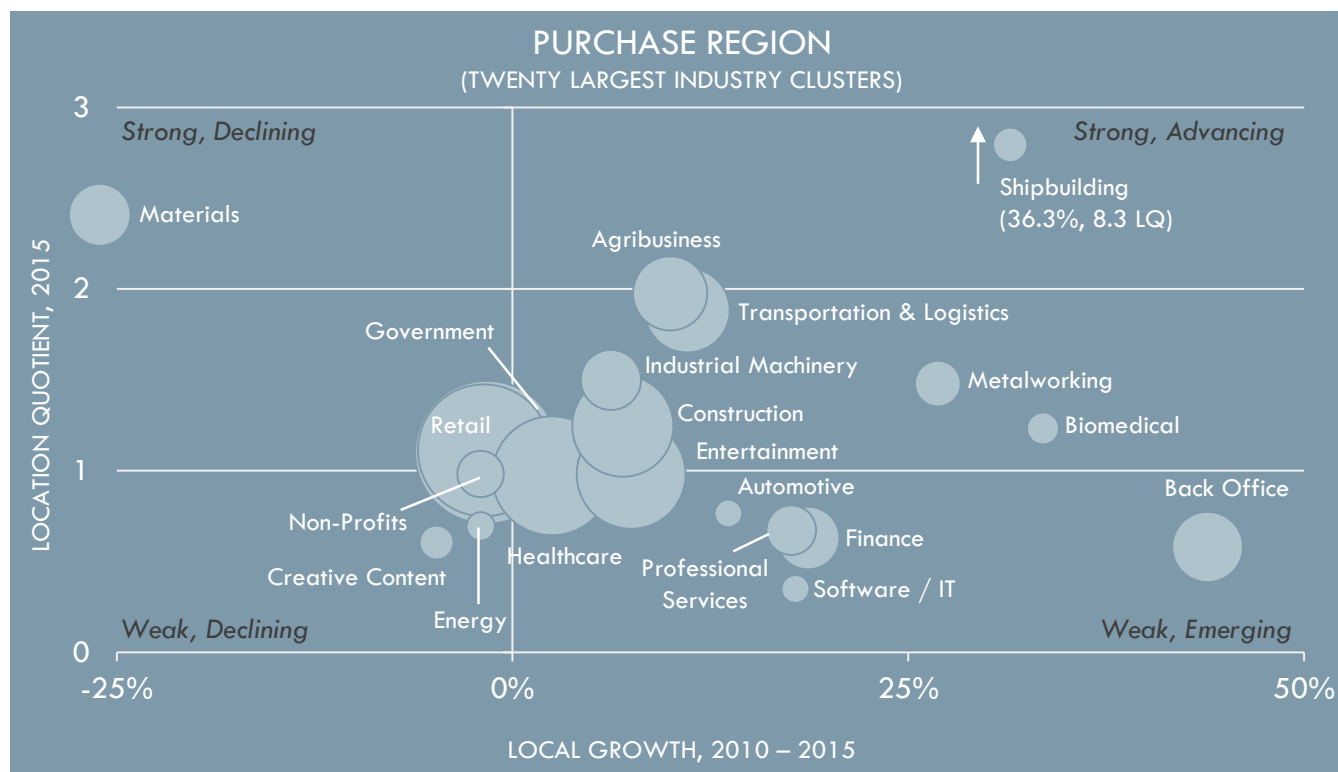 PURCHASE REGION
(TWENTY LARGEST INDUSTRY CLUSTERS)
3
Strong, Declining
Strong, Advancing
Shipbuilding
(36.3%, 8.3 LQ)
Materials
Agribusiness
2
Transportation & Logistics
Government
Industrial Machinery
Metalworking
Construction
Retail
Biomedical
Entertainment
1
Automotive
Back Office
Non-Profits
Finance
Healthcare
Professional
Services
Creative Content
Software / IT
Energy
Weak, Declining
Weak, Emerging
0
-25%
0%
25%
50%
LOCATION QUOTIENT, 2015
LOCAL GROWTH, 2010 – 2015